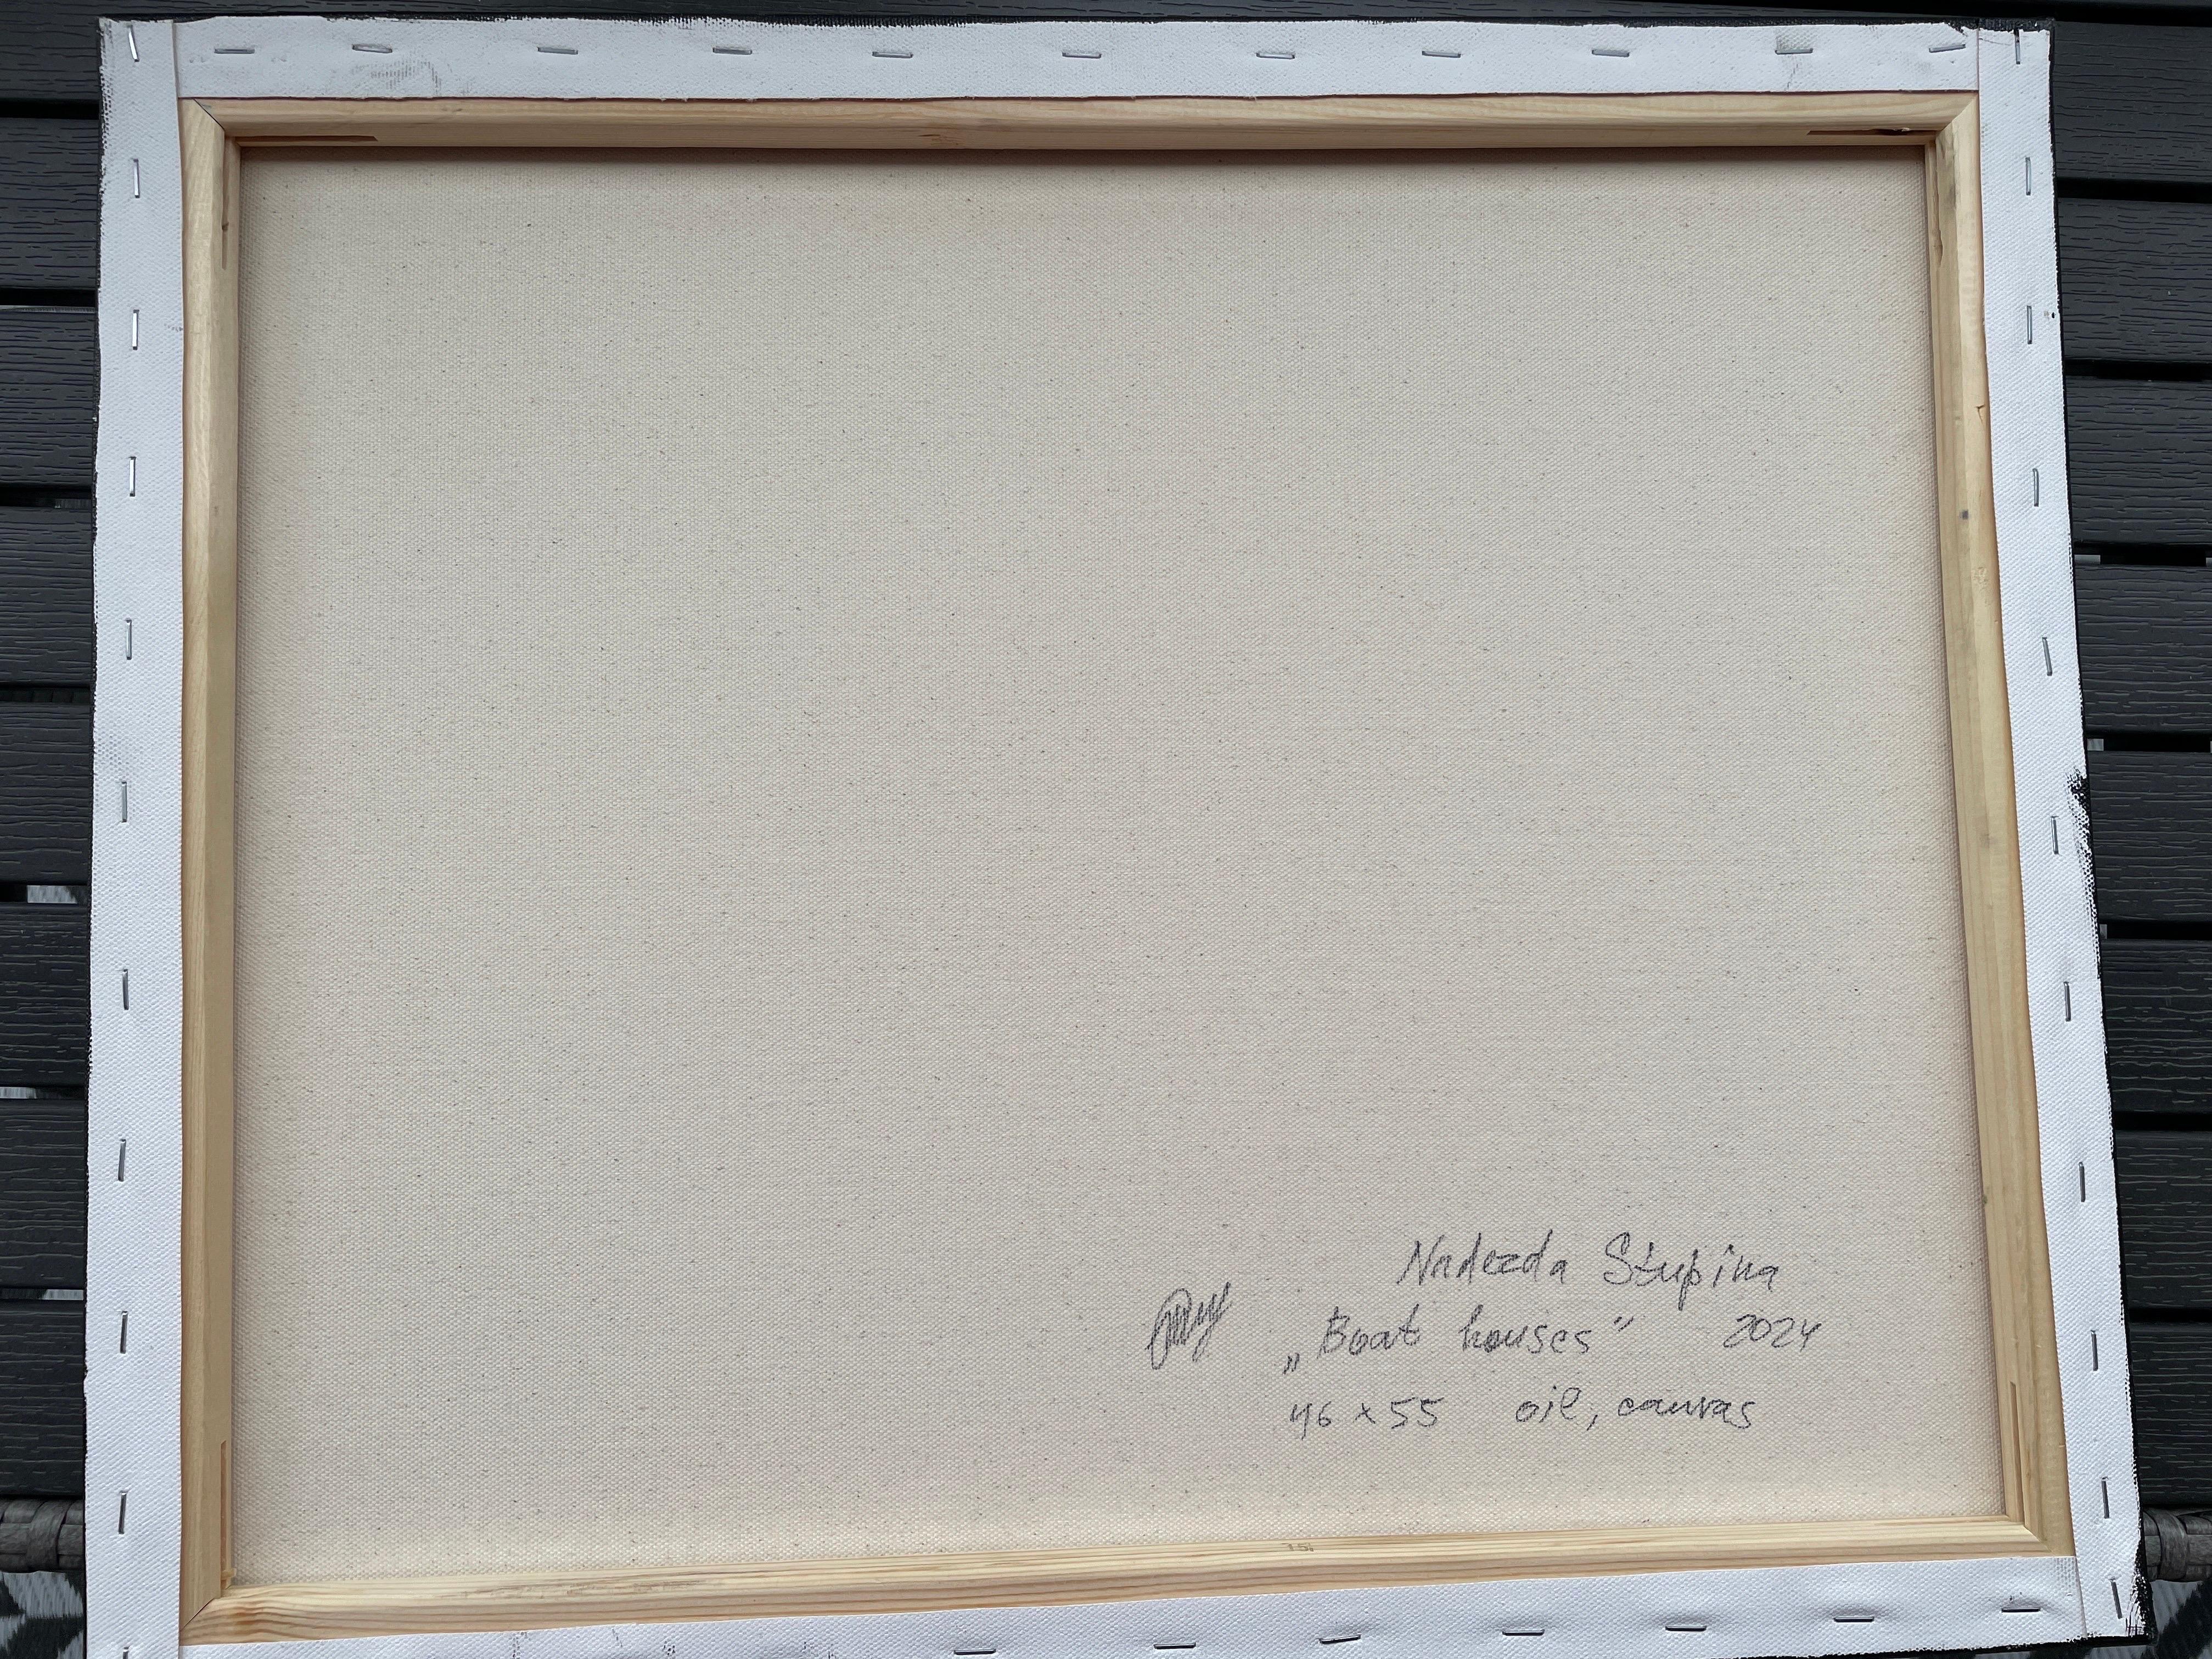 Nadezda Stupina
„Boat houses” 2024
46 x 55 oil, canvas